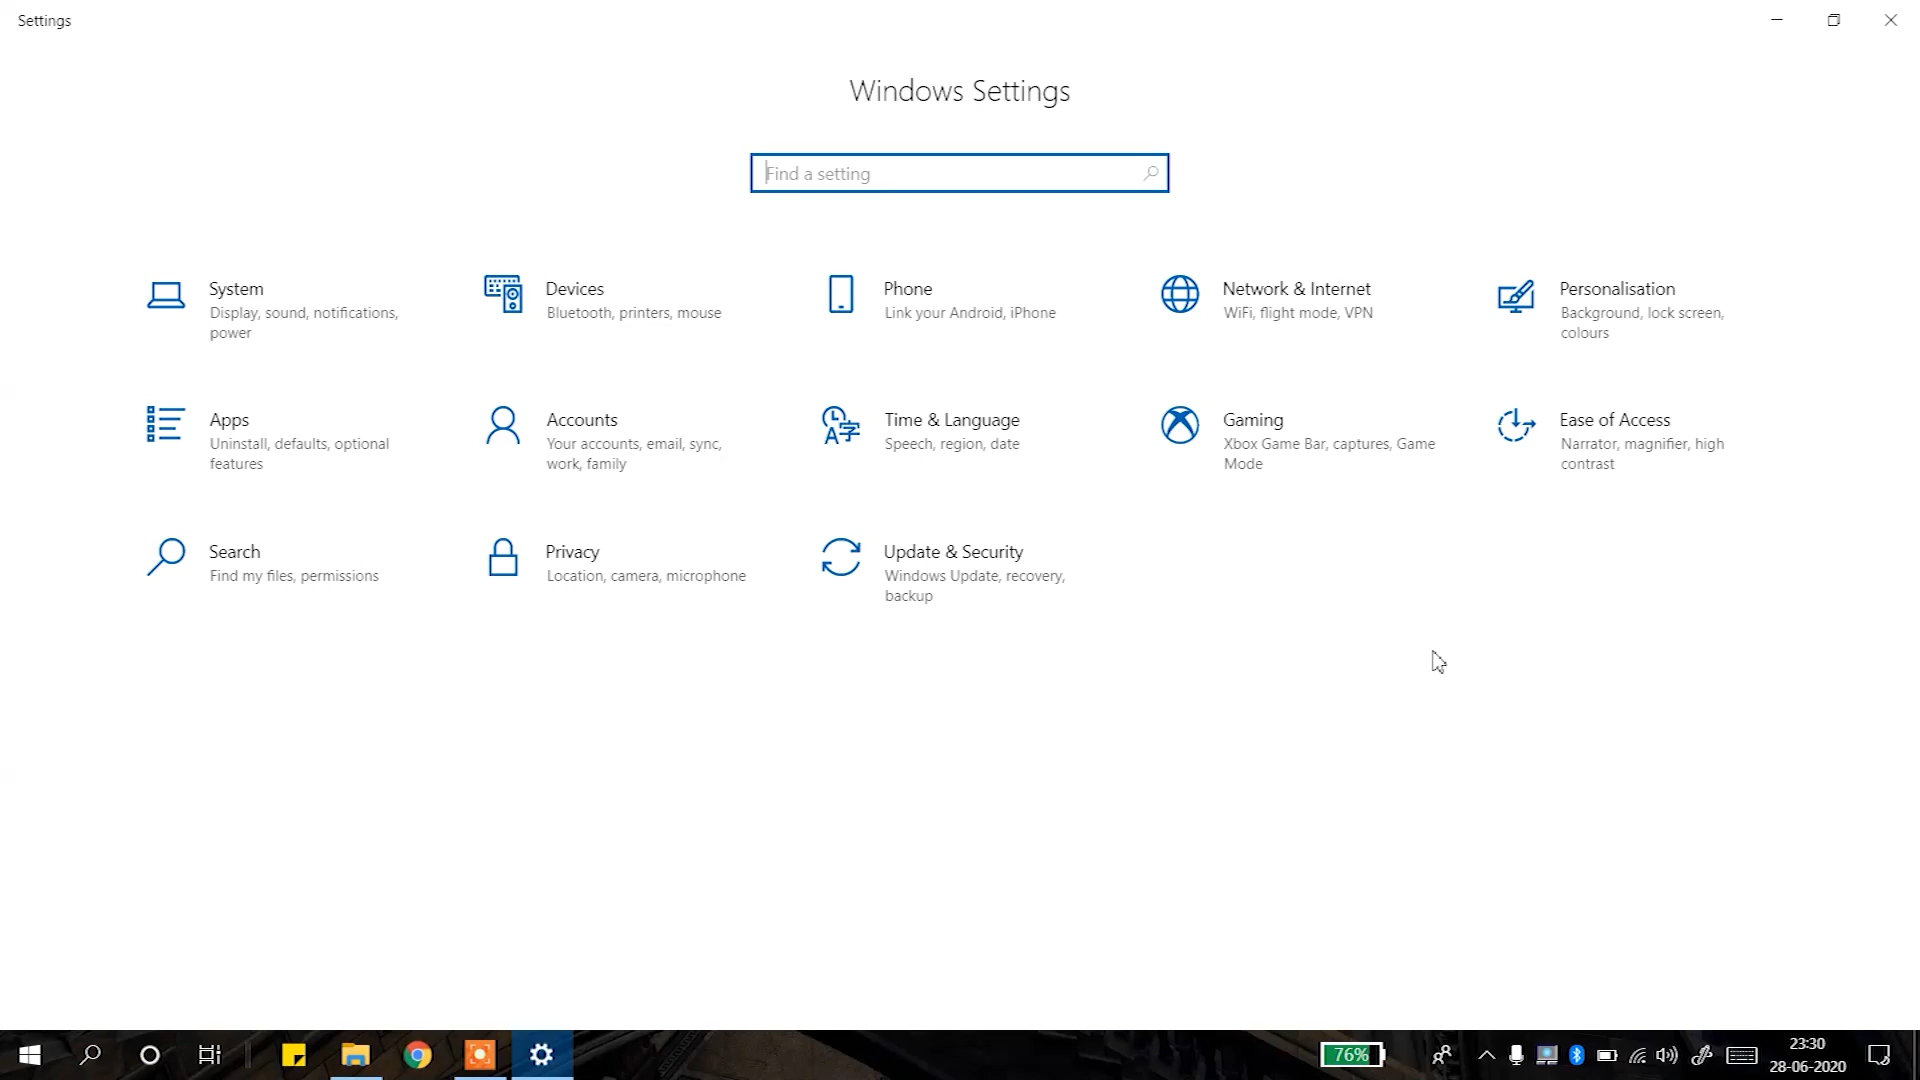 Settings
Windows Settings
Find a setting
System
Display, sound, notifications,
power
Devices
Bluetooth, printers, mouse
Phone
Link your Android, iPhone
Network & Internet
WiFi, flight mode, VPN
Personalisation
Background, lock screen,
colours
Apps
Uninstall, defaults, optional
features
Accounts
Your accounts, email, sync,
work, family
Time & Language
Speech, region, date
Gaming
Xbox Game Bar, captures, Game
Mode
Ease of Access
Narrator, magnifier, high
contrast
Search
Find my files, permissions
Privacy
Location, camera, microphone
Update & Security
Windows Update, recovery,
backup
76%
23:30
28-06-2020